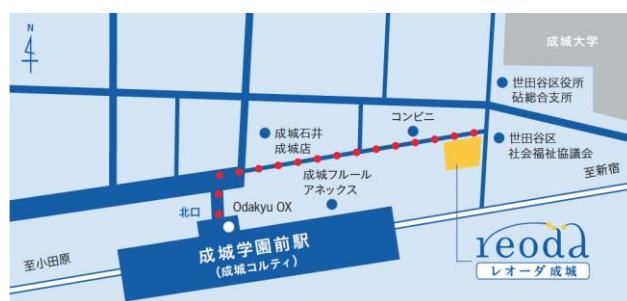 N
成城大学
世田谷区役所
砧総合支所
コンビニ
成城石井
成城店
世田谷区
社会福祉協議会
成城フルール
アネックス
至新宿
北口
Odakyu OX
成城学園前駅
(成城コルティ)
至小田原
reoda
レオーダ成城